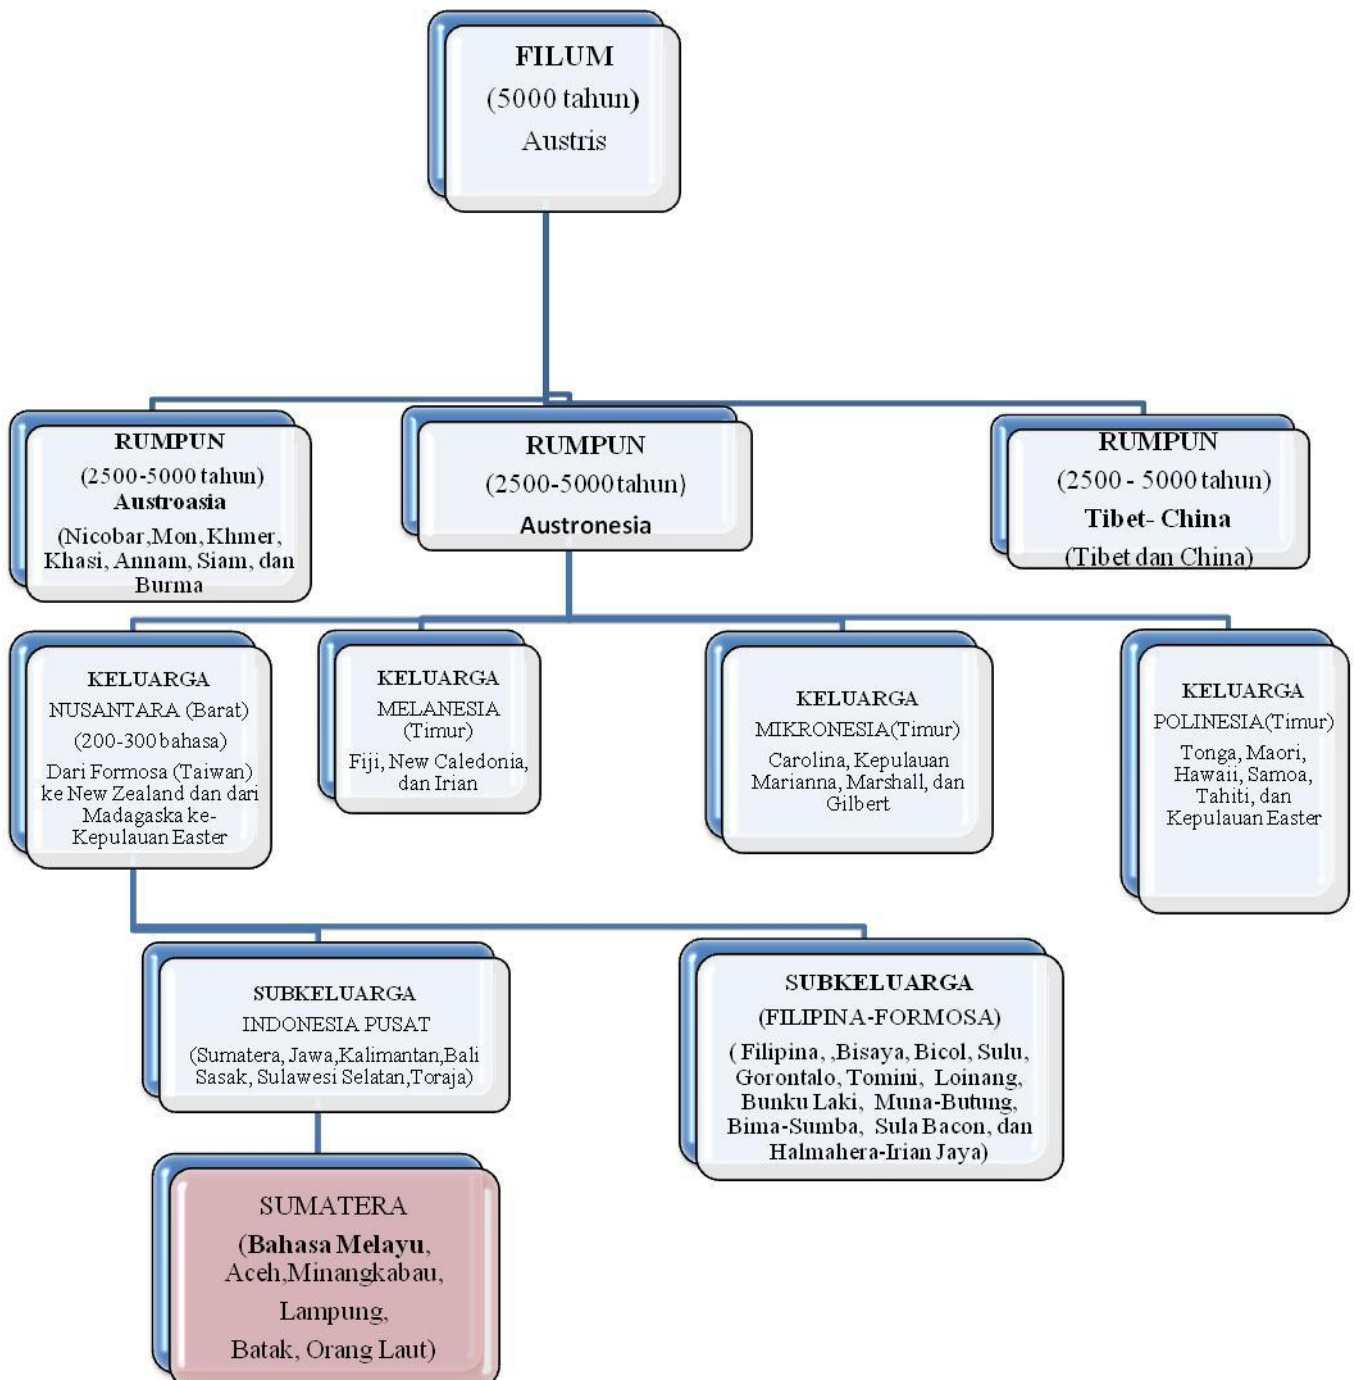 FILUM
(5000 tahun)
Austris
RUMPUN
(2500-5000 tahun)
Austroasia
(Nicobar,Mon, Khmer,
Khasi, Annam, Siam, dan
Burma
RUMPUN
(2500-5000tahun)
Austronesia
RUMPUN
(2500 - 5000 tahun)
Tibet- China
(Tibet dan China)
KELUARGA
NUSANTARA (Barat)
(200-300 bahasa)
Dari Formosa (Taiwan)
ke New Zealand dan dari
Madagaska ke-
Kepulauan Easter
KELUARGA
MELANESIA
(Timur)
Fiji, New Caledonia,
dan Irian
KELUARGA
MIKRONESIA(Timur)
Carolina, Kepulauan
Marianna, Marshall, dan
Gilbert
KELUARGA
POLINESIA(Timur)
Tonga, Maori,
Hawaii, Samoa,
Tahiti, dan
Kepulauan Easter
SUBKELUARGA
INDONESIA PUSAT
(Sumatera, Jawa,Kalimantan,Bali
Sasak, Sulawesi Selatan,Toraja)
SUBKELUARGA
(FILIPINA-FORMOSA)
( Filipina, ,Bisaya, Bicol, Sulu,
Gorontalo, Tomini, Loinang,
Bunku Laki, Muna-Butung,
Bima-Sumba, Sula Bacon, dan
Halmahera-Irian Jaya)
SUMATERA
(Bahasa Melayu,
Aceh,Minangkabau,
Lampung,
Batak, Orang Laut)